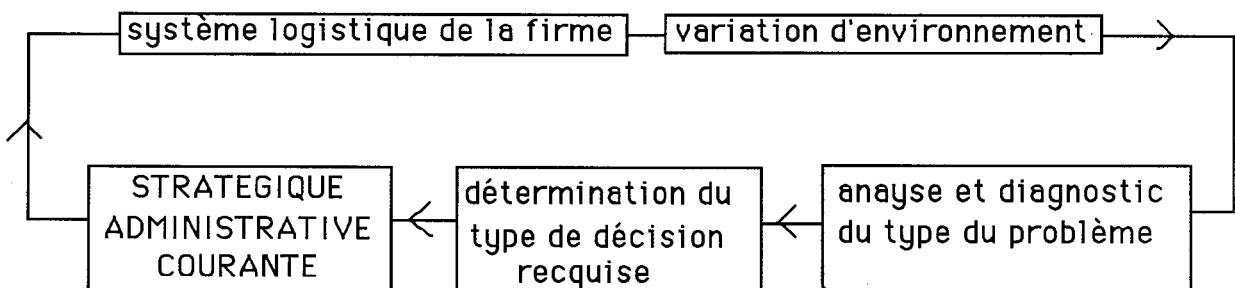 système logistique de la firme
variation d'environnement
STRATEGIQUE
ADMINISTRATIVE
COURANTE
détermination du
type de décision
recquise
anayse et diagnostic
du type du problème